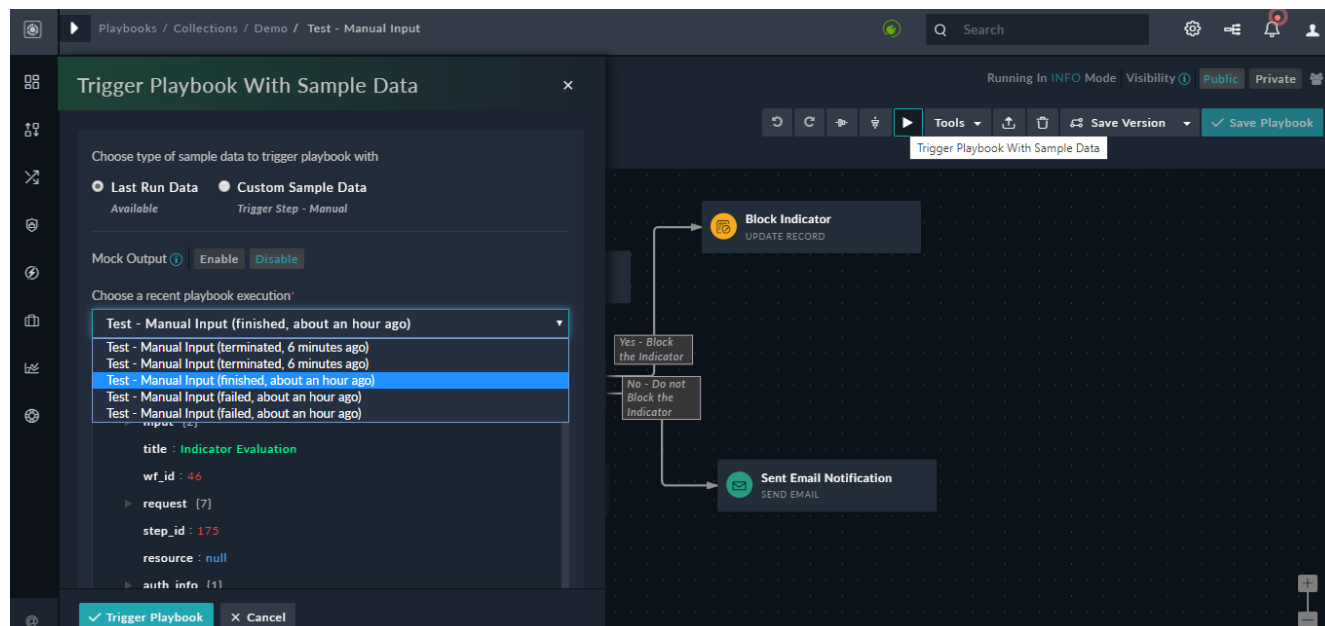 Playbooks / Collections / Demo / Test - Manual Input
Search
Trigger Playbook With Sample Data
×
Running In INFO Mode Visibility Public Private
Tools Save Version Save Playbook
Trigger Playbook With Sample Data
Choose type of sample data to trigger playbook with
Last Run Data Custom Sample Data
Available Trigger Step - Manual
Mock Output Enable Disable
Choose a recent playbook execution*
Test - Manual Input (finished, about an hour ago)
Test - Manual Input (terminated, 6 minutes ago)
Test - Manual Input (terminated, 6 minutes ago)
Test - Manual Input (finished, about an hour ago)
Test - Manual Input (failed, about an hour ago)
Test - Manual Input (failed, about an hour ago)
input {2}
title : Indicator Evaluation
wf_id : 46
request {7}
step_id : 175
resource : null
auth_info {1}
Trigger Playbook X Cancel
Block Indicator
UPDATE RECORD
Yes - Block
the Indicator
No - Do not
Block the
Indicator
Sent Email Notification
SEND EMAIL
@